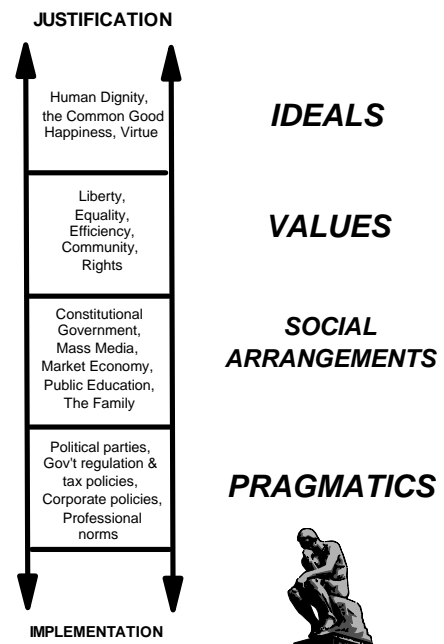 JUSTIFICATION
Human Dignity,
the Common Good
Happiness, Virtue
IDEALS
Liberty,
Equality,
Efficiency,
Community,
Rights
VALUES
Constitutional
Government,
Mass Media,
Market Economy,
Public Education,
The Family
SOCIAL
ARRANGEMENTS
Political parties,
Gov't regulation &
tax policies,
Corporate policies,
Professional
norms
PRAGMATICS
IMPLEMENTATION